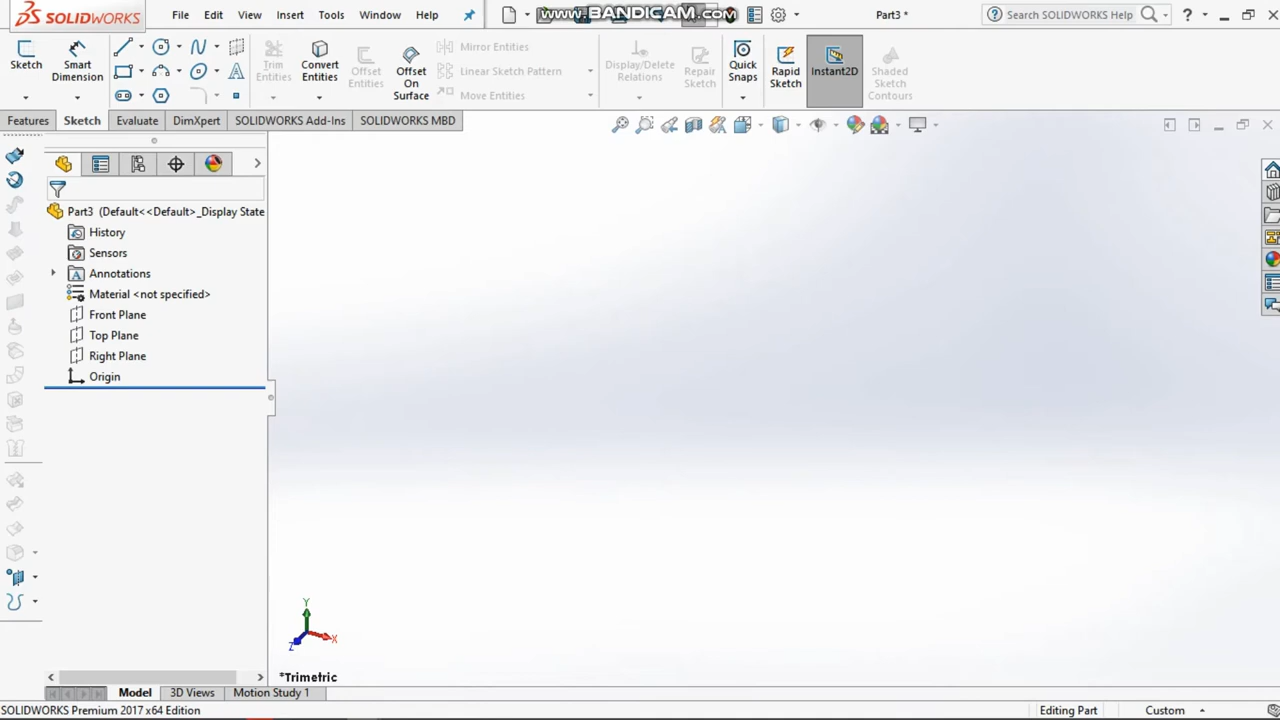 SOLIDWORKS
File Edit View Insert Tools Window Help
www.BANDICAM.com
Part3 *
Search SOLIDWORKS Help
Sketch
Smart Dimension
Trim Entities
Convert Entities
Offset Entities
Offset On Surface
Mirror Entities
Linear Sketch Pattern
Move Entities
Display/Delete Relations
Repair Sketch
Quick Snaps
Rapid Sketch
Instant2D
Shaded Sketch Contours
Features Sketch Evaluate DimXpert SOLIDWORKS Add-Ins SOLIDWORKS MBD
Part3 (Default<<Default>_Display State
History
Sensors
Annotations
Material <not specified>
Front Plane
Top Plane
Right Plane
Origin
Y
X
Z
*Trimetric
Model 3D Views Motion Study 1
SOLIDWORKS Premium 2017 x64 Edition
Editing Part
Custom